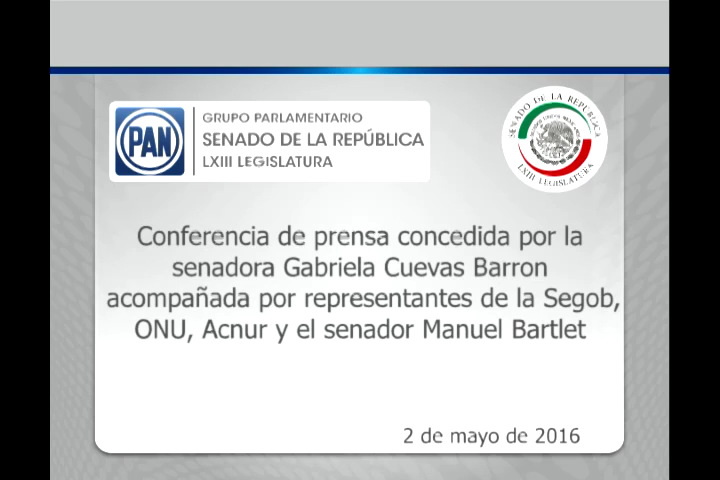 PAN
GRUPO PARLAMENTARIO
SENADO DE LA REPÚBLICA
LXIII LEGISLATURA
SENADO DE LA REPÚBLICA
LXIII LEGISLATURA
Conferencia de prensa concedida por la
senadora Gabriela Cuevas Barron
acompañada por representantes de la Segob,
ONU, Acnur y el senador Manuel Bartlet
2 de mayo de 2016